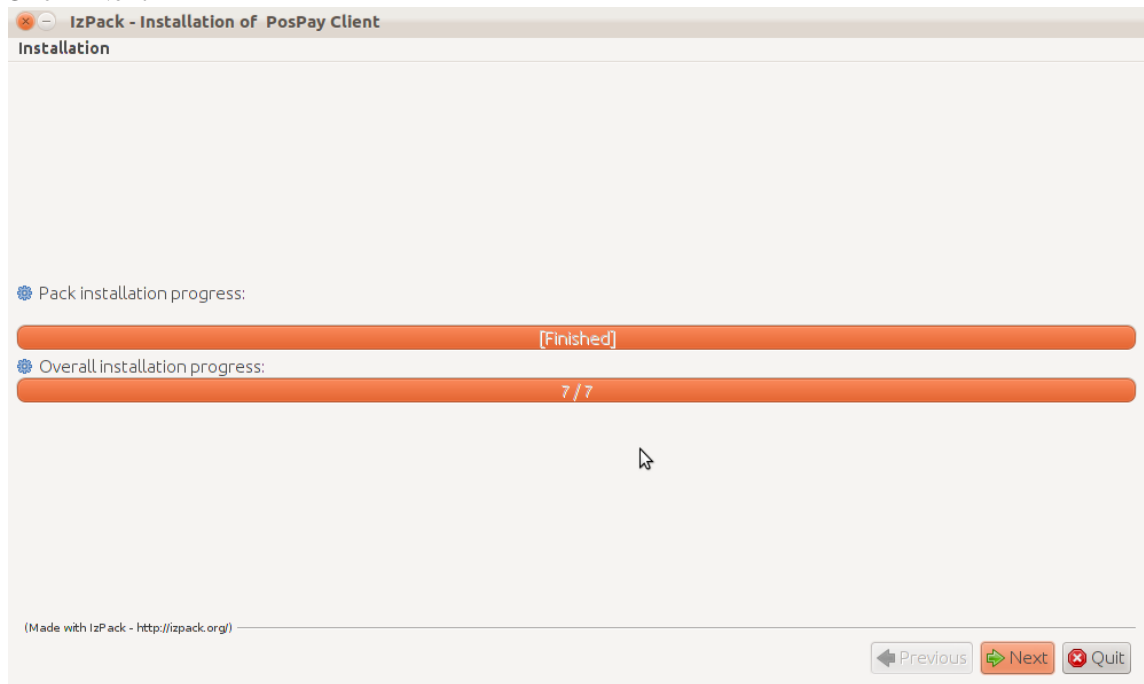 IzPack - Installation of PosPay Client
Installation
Pack installation progress:
[Finished]
Overall installation progress:
7 / 7
(Made with IzPack - http://izpack.org/)
Previous Next Quit